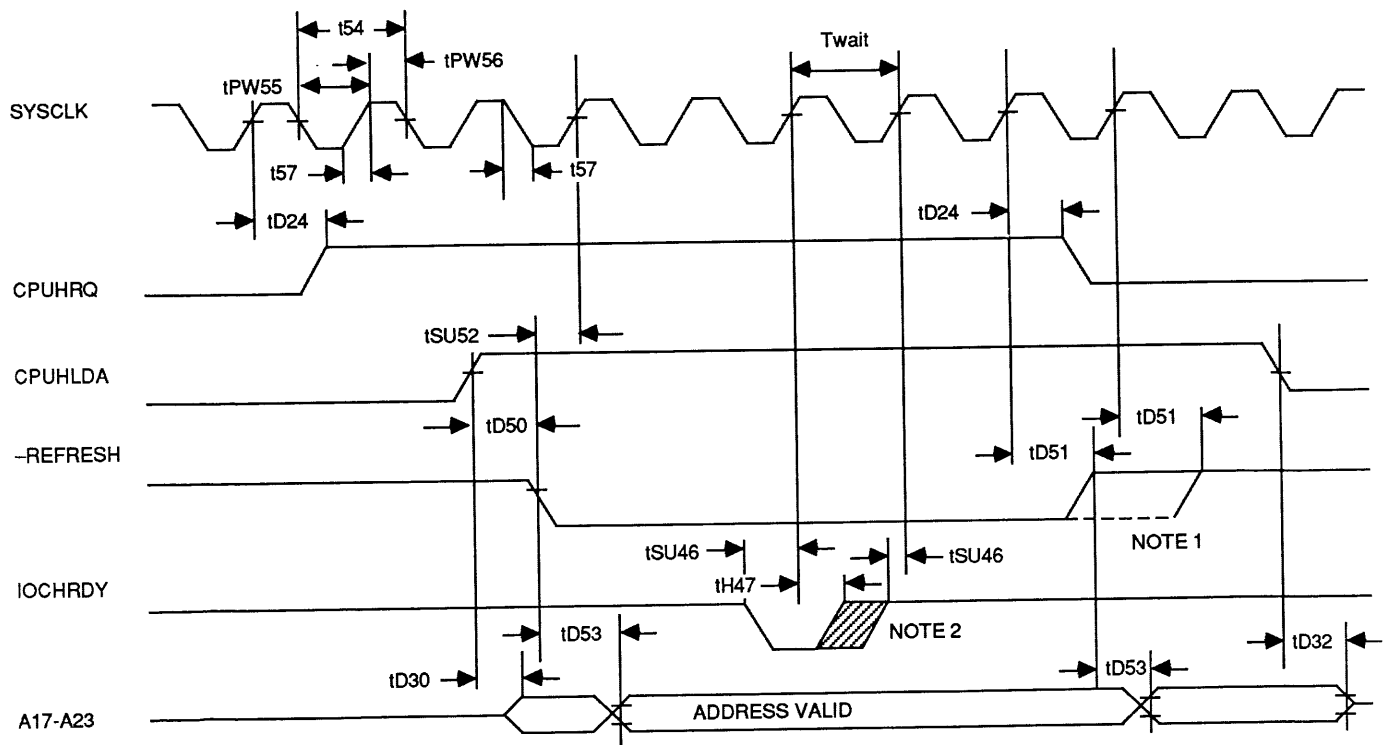 t54
Twait
tPW55
tPW56
SYSCLK
t57
t57
tD24
tD24
CPUHRQ
tSU52
CPUHLDA
tD50
tD51
tD51
–REFRESH
NOTE 1
tSU46
tSU46
tH47
IOCHRDY
NOTE 2
tD53
tD32
tD30
tD53
A17-A23
ADDRESS VALID